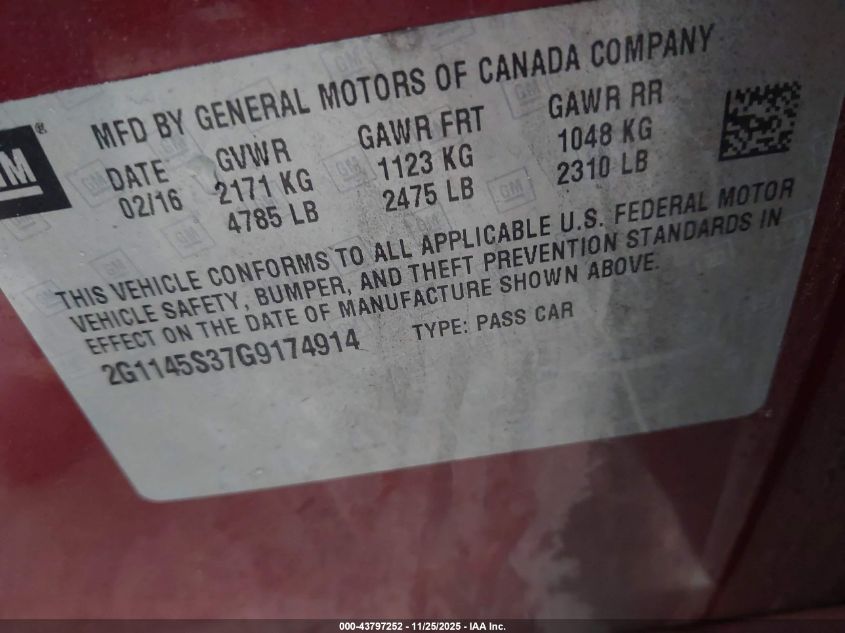 MFD BY GENERAL MOTORS OF CANADA COMPANY
DATE GVWR GAWR FRT GAWR RR
02/16 2171 KG 1123 KG 1048 KG
4785 LB 2475 LB 2310 LB
THIS VEHICLE CONFORMS TO ALL APPLICABLE U.S. FEDERAL MOTOR
VEHICLE SAFETY, BUMPER, AND THEFT PREVENTION STANDARDS IN
EFFECT ON THE DATE OF MANUFACTURE SHOWN ABOVE.
2G1145S37G9174914 TYPE: PASS CAR
000-43797252 - 11/25/2025 - IAA Inc.